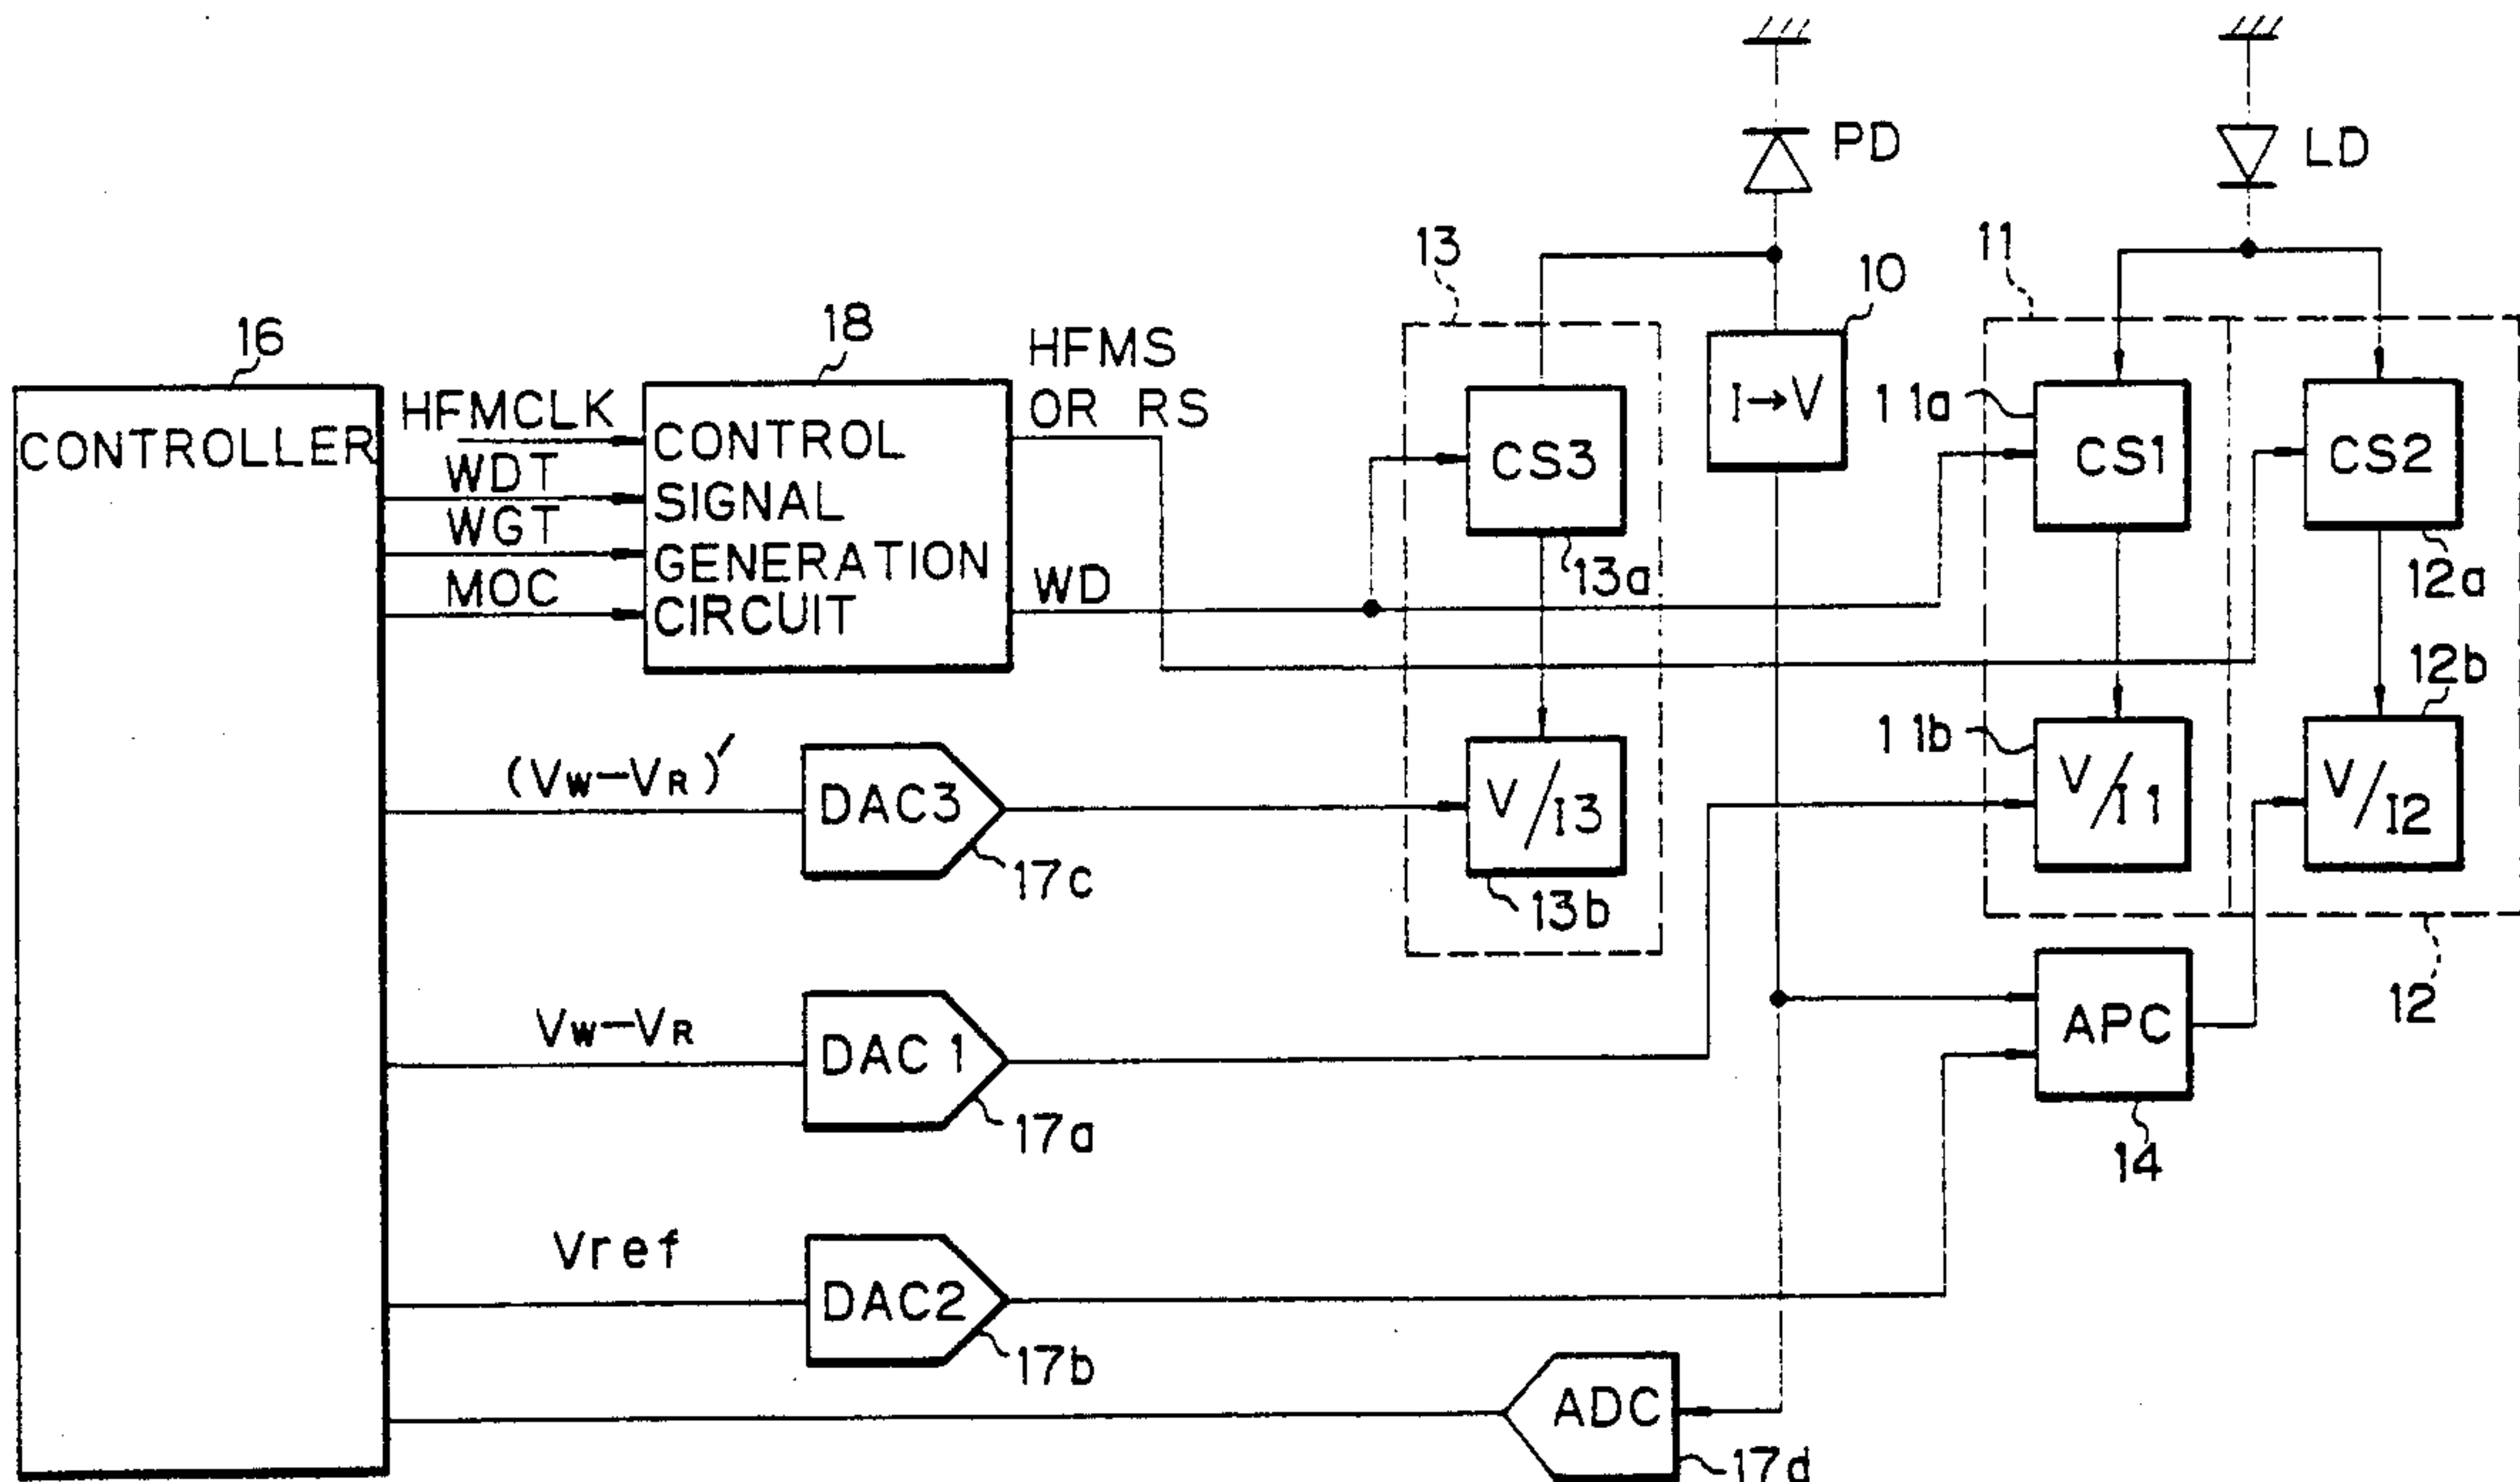 PD
LD
13
10
11
16
18
HFMS
OR RS
HFMCLK
CONTROLLER
WDT
WGT
MOC
CONTROL
SIGNAL
GENERATION
CIRCUIT
WD
I→V
CS3
13a
11a
CS1
CS2
12a
12b
11b
(VW−VR)′
DAC3
17c
V/I3
13b
V/I1
V/I2
12
VW−VR
DAC 1
17a
APC
14
Vref
DAC2
17b
ADC
17d